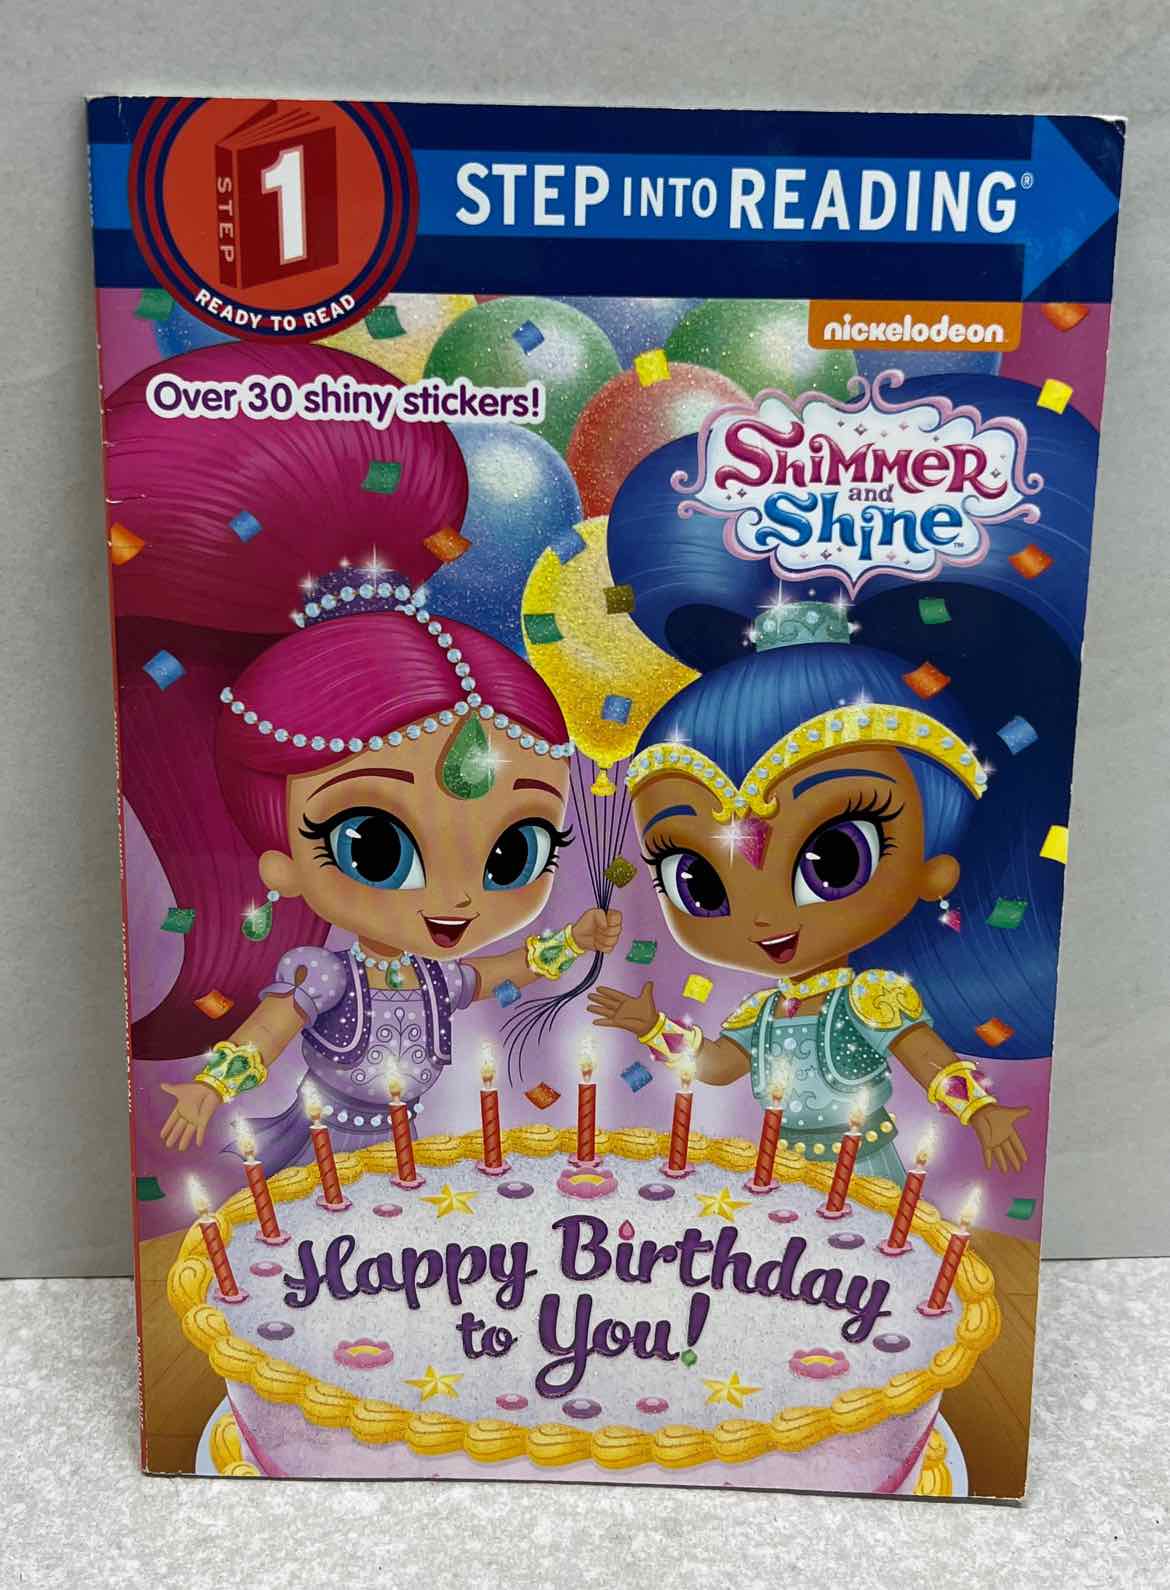 STEP
1
READY TO READ
STEP INTO READING®
nickelodeon
Over 30 shiny stickers!
Shimmer
and
Shine™
Happy Birthday
to You!